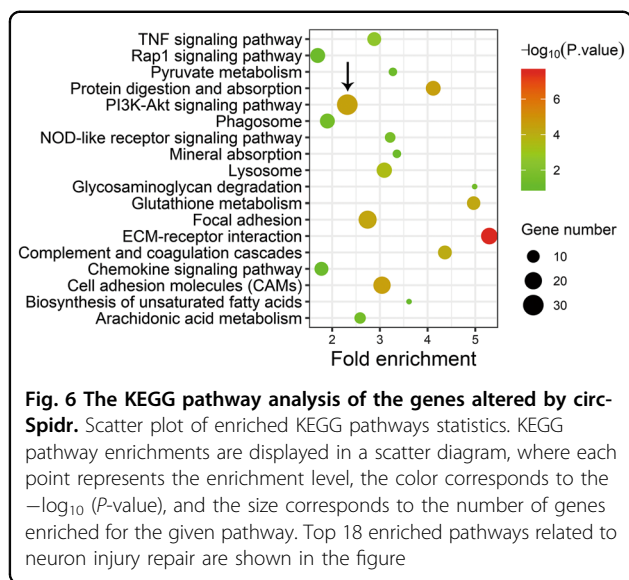 TNF signaling pathway
Rap1 signaling pathway
Pyruvate metabolism
Protein digestion and absorption
PI3K-Akt signaling pathway
Phagosome
NOD-like receptor signaling pathway
Mineral absorption
Lysosome
Glycosaminoglycan degradation
Glutathione metabolism
Focal adhesion
ECM-receptor interaction
Complement and coagulation cascades
Chemokine signaling pathway
Cell adhesion molecules (CAMs)
Biosynthesis of unsaturated fatty acids
Arachidonic acid metabolism
2 3 4 5
Fold enrichment
−log₁₀(P.value)
6
4
2
Gene number
10
20
30
Fig. 6 The KEGG pathway analysis of the genes altered by circ-
Spidr. Scatter plot of enriched KEGG pathways statistics. KEGG
pathway enrichments are displayed in a scatter diagram, where each
point represents the enrichment level, the color corresponds to the
−log₁₀ (P-value), and the size corresponds to the number of genes
enriched for the given pathway. Top 18 enriched pathways related to
neuron injury repair are shown in the figure